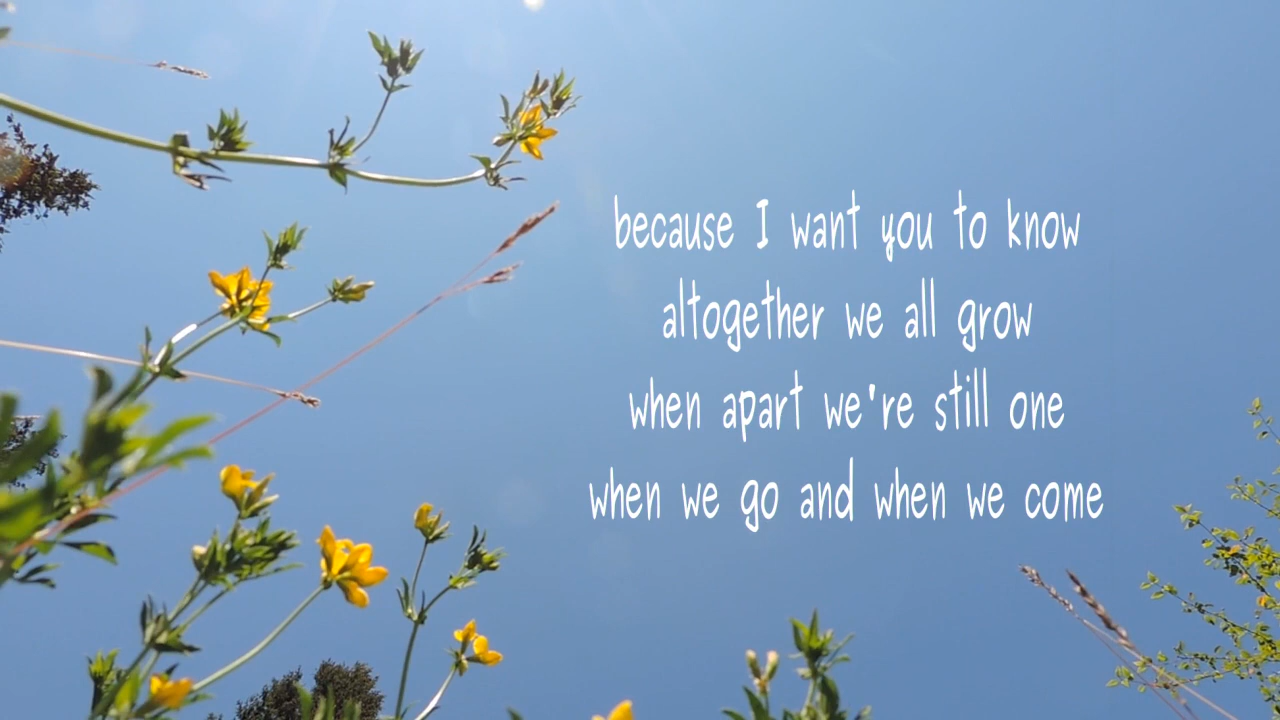 because I want you to know
altogether we all grow
when apart we're still one
when we go and when we come